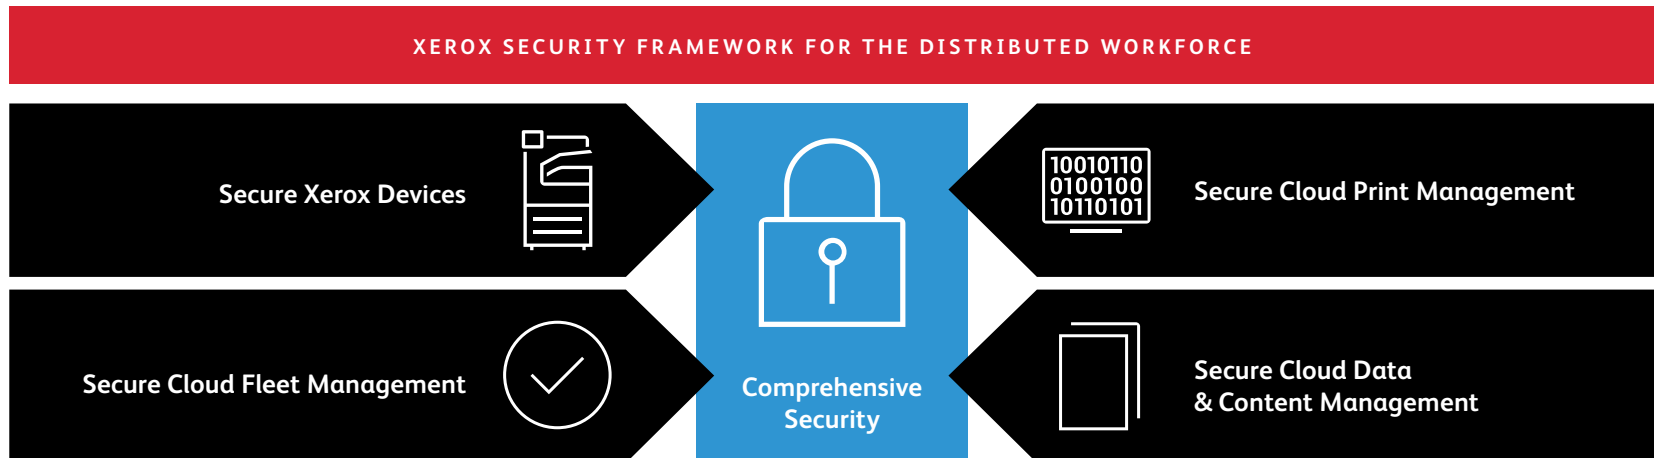 XEROX SECURITY FRAMEWORK FOR THE DISTRIBUTED WORKFORCE
Secure Xerox Devices
10010110
0100100
10110101
Secure Cloud Print Management
Secure Cloud Fleet Management
Comprehensive
Security
Secure Cloud Data
& Content Management